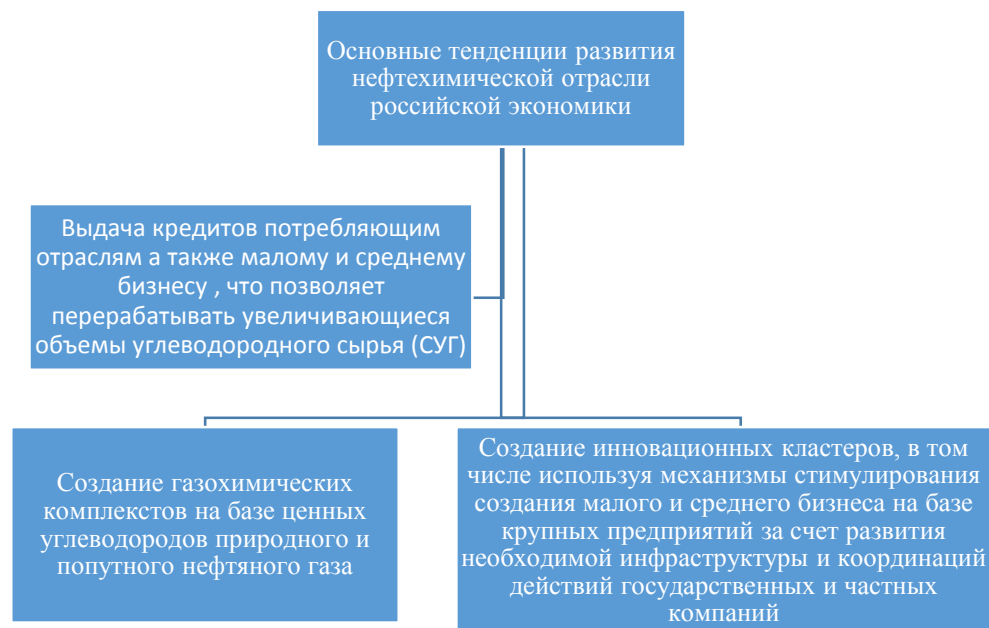 Основные тенденции развития
нефтехимической отрасли
российской экономики
Выдача кредитов потребляющим
отраслям а также малому и среднему
бизнесу , что позволяет
перерабатывать увеличивающиеся
объемы углеводородного сырья (СУГ)
Создание газохимических
комплекстов на базе ценных
углеводородов природного и
попутного нефтяного газа
Создание инновационных кластеров, в том
числе используя механизмы стимулирования
создания малого и среднего бизнеса на базе
крупных предприятий за счет развития
необходимой инфраструктуры и координаций
действий государственных и частных
компаний